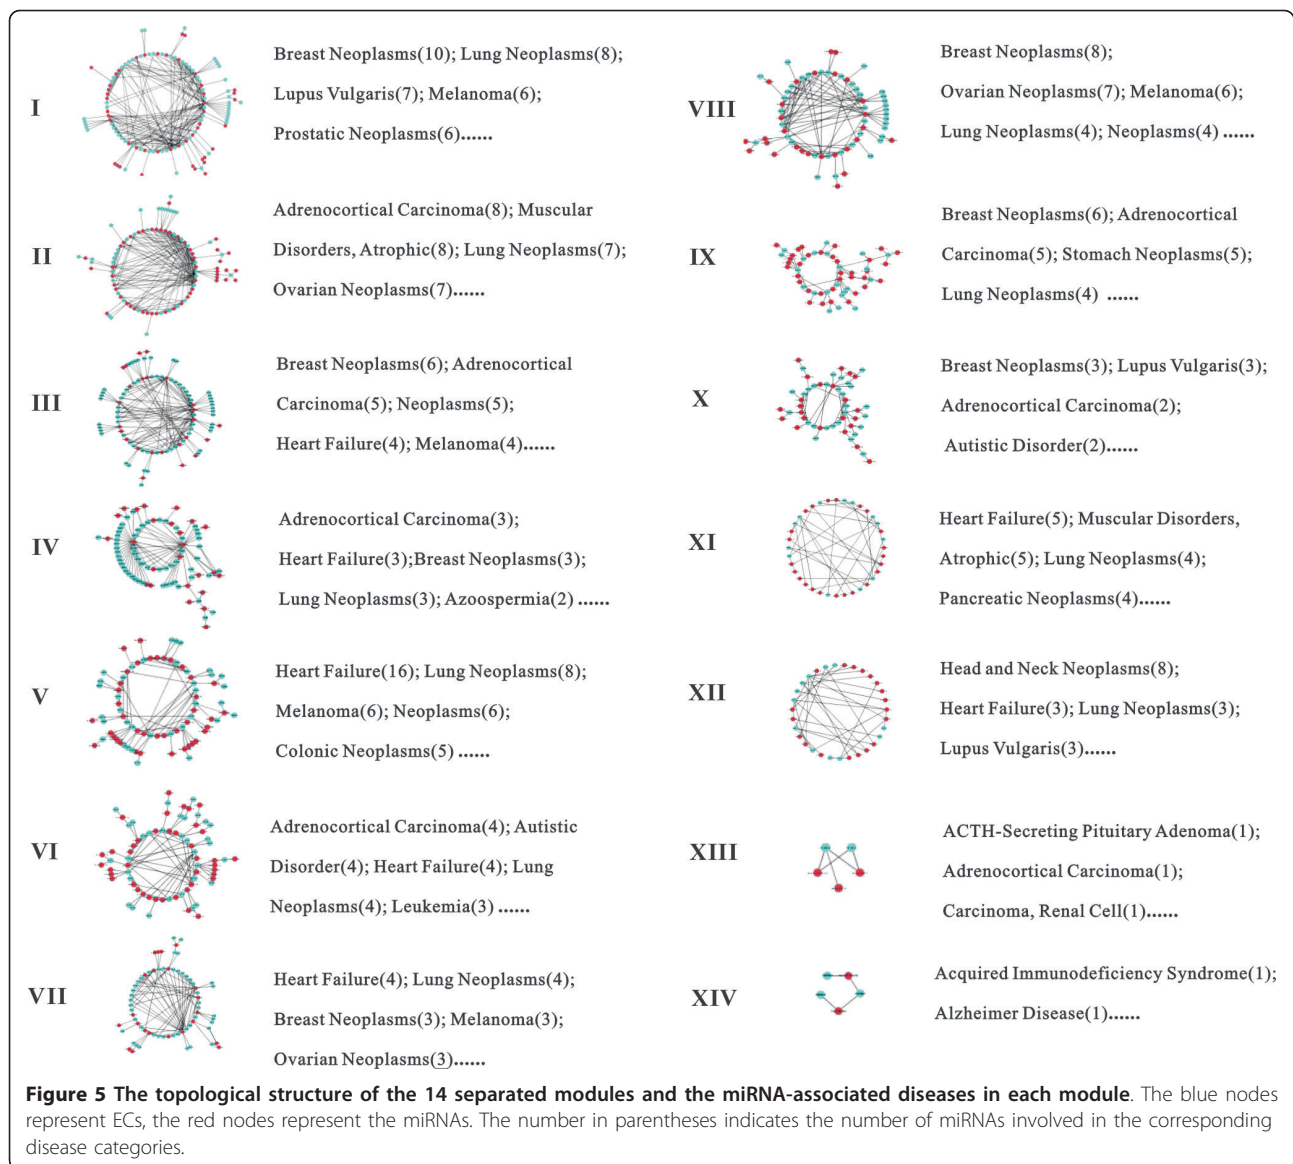 I
Breast Neoplasms(10); Lung Neoplasms(8);
Lupus Vulgaris(7); Melanoma(6);
Prostatic Neoplasms(6)......
II
Adrenocortical Carcinoma(8); Muscular
Disorders, Atrophic(8); Lung Neoplasms(7);
Ovarian Neoplasms(7)......
III
Breast Neoplasms(6); Adrenocortical
Carcinoma(5); Neoplasms(5);
Heart Failure(4); Melanoma(4)......
IV
Adrenocortical Carcinoma(3);
Heart Failure(3);Breast Neoplasms(3);
Lung Neoplasms(3); Azoospermia(2) ......
V
Heart Failure(16); Lung Neoplasms(8);
Melanoma(6); Neoplasms(6);
Colonic Neoplasms(5) ......
VI
Adrenocortical Carcinoma(4); Autistic
Disorder(4); Heart Failure(4); Lung
Neoplasms(4); Leukemia(3) ......
VII
Heart Failure(4); Lung Neoplasms(4);
Breast Neoplasms(3); Melanoma(3);
Ovarian Neoplasms(3)......
VIII
Breast Neoplasms(8);
Ovarian Neoplasms(7); Melanoma(6);
Lung Neoplasms(4); Neoplasms(4) ......
IX
Breast Neoplasms(6); Adrenocortical
Carcinoma(5); Stomach Neoplasms(5);
Lung Neoplasms(4) ......
X
Breast Neoplasms(3); Lupus Vulgaris(3);
Adrenocortical Carcinoma(2);
Autistic Disorder(2)......
XI
Heart Failure(5); Muscular Disorders,
Atrophic(5); Lung Neoplasms(4);
Pancreatic Neoplasms(4)......
XII
Head and Neck Neoplasms(8);
Heart Failure(3); Lung Neoplasms(3);
Lupus Vulgaris(3)......
XIII
ACTH-Secreting Pituitary Adenoma(1);
Adrenocortical Carcinoma(1);
Carcinoma, Renal Cell(1)......
XIV
Acquired Immunodeficiency Syndrome(1);
Alzheimer Disease(1)......
Figure 5 The topological structure of the 14 separated modules and the miRNA-associated diseases in each module. The blue nodes
represent ECs, the red nodes represent the miRNAs. The number in parentheses indicates the number of miRNAs involved in the corresponding
disease categories.